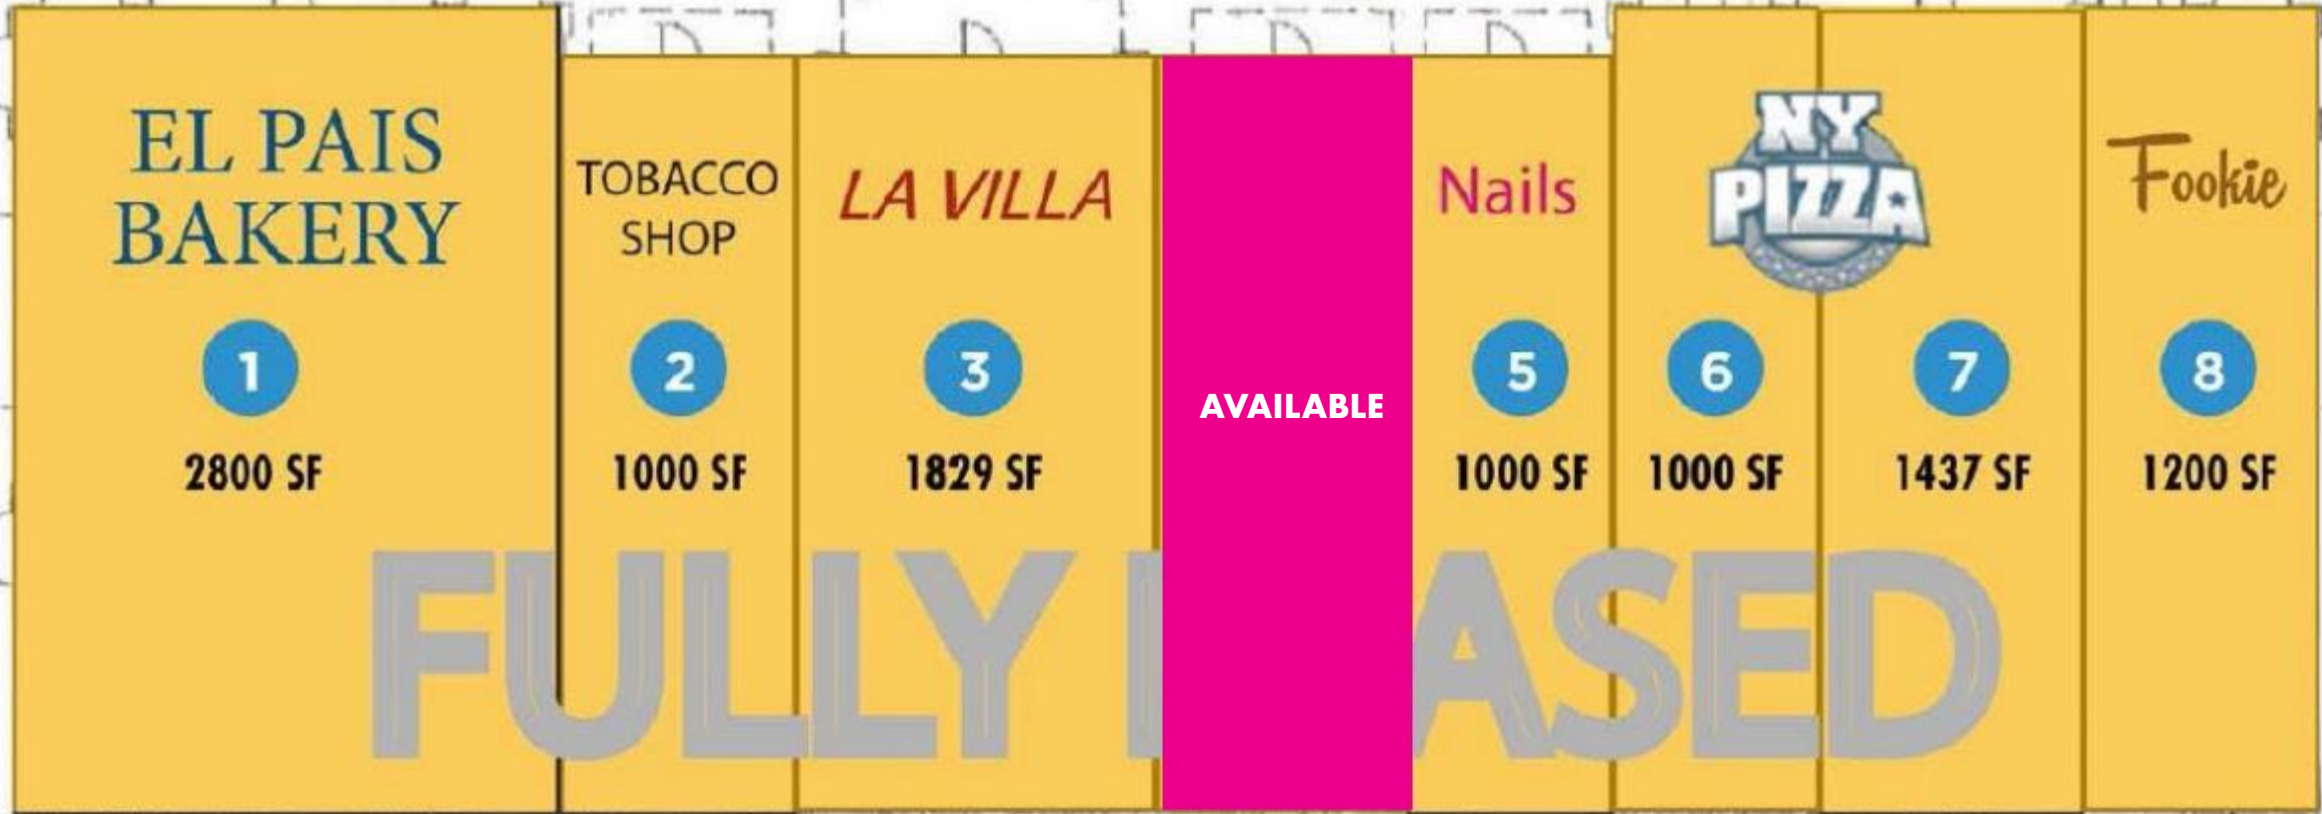 EL PAIS
BAKERY
1
2800 SF
TOBACCO
SHOP
2
1000 SF
LA VILLA
3
1829 SF
AVAILABLE
Nails
5
1000 SF
NY
PIZZA
6
1000 SF
7
1437 SF
Fookie
8
1200 SF
FULLY ASED